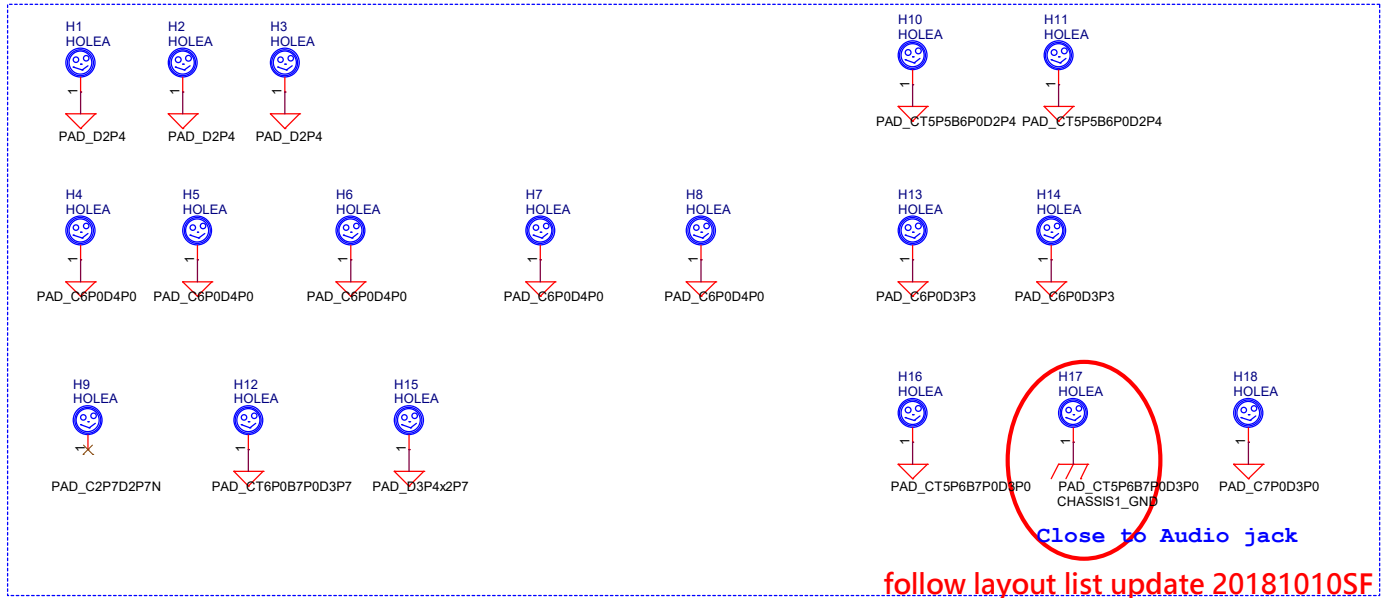 H1
HOLEA
H2
HOLEA
H3
HOLEA
H10
HOLEA
H11
HOLEA
1
1
1
1
1
PAD_D2P4
PAD_D2P4
PAD_D2P4
PAD_CT5P5B6P0D2P4
PAD_CT5P5B6P0D2P4
H4
HOLEA
H5
HOLEA
H6
HOLEA
H7
HOLEA
H8
HOLEA
H13
HOLEA
H14
HOLEA
1
1
1
1
1
1
1
PAD_C6P0D4P0
PAD_C6P0D4P0
PAD_C6P0D4P0
PAD_C6P0D4P0
PAD_C6P0D4P0
PAD_C6P0D3P3
PAD_C6P0D3P3
H9
HOLEA
H12
HOLEA
H15
HOLEA
H16
HOLEA
H17
HOLEA
H18
HOLEA
1
1
1
1
1
1
PAD_C2P7D2P7N
PAD_CT6P0B7P0D3P7
PAD_D3P4x2P7
PAD_CT5P6B7P0D3P0
PAD_CT5P6B7P0D3P0
CHASSIS1_GND
PAD_C7P0D3P0
Close to Audio jack
follow layout list update 20181010SF